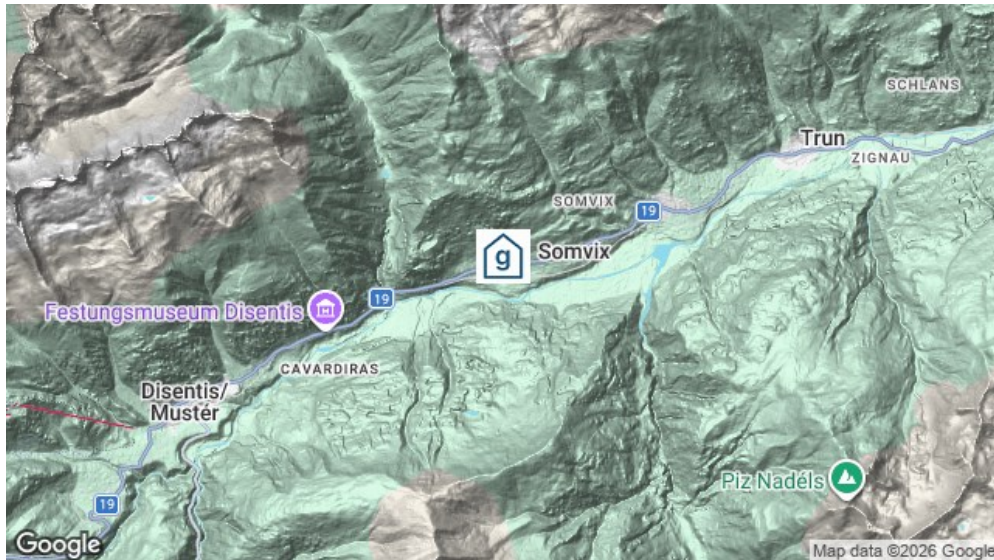 SCHLANS
Trun
ZIGNAU
SOMVIX
19
g
Somvix
19
Festungsmuseum Disentis
CAVARDIRAS
Disentis/
Mustér
19
Piz Nadéls
Google
Map data ©2026 Google